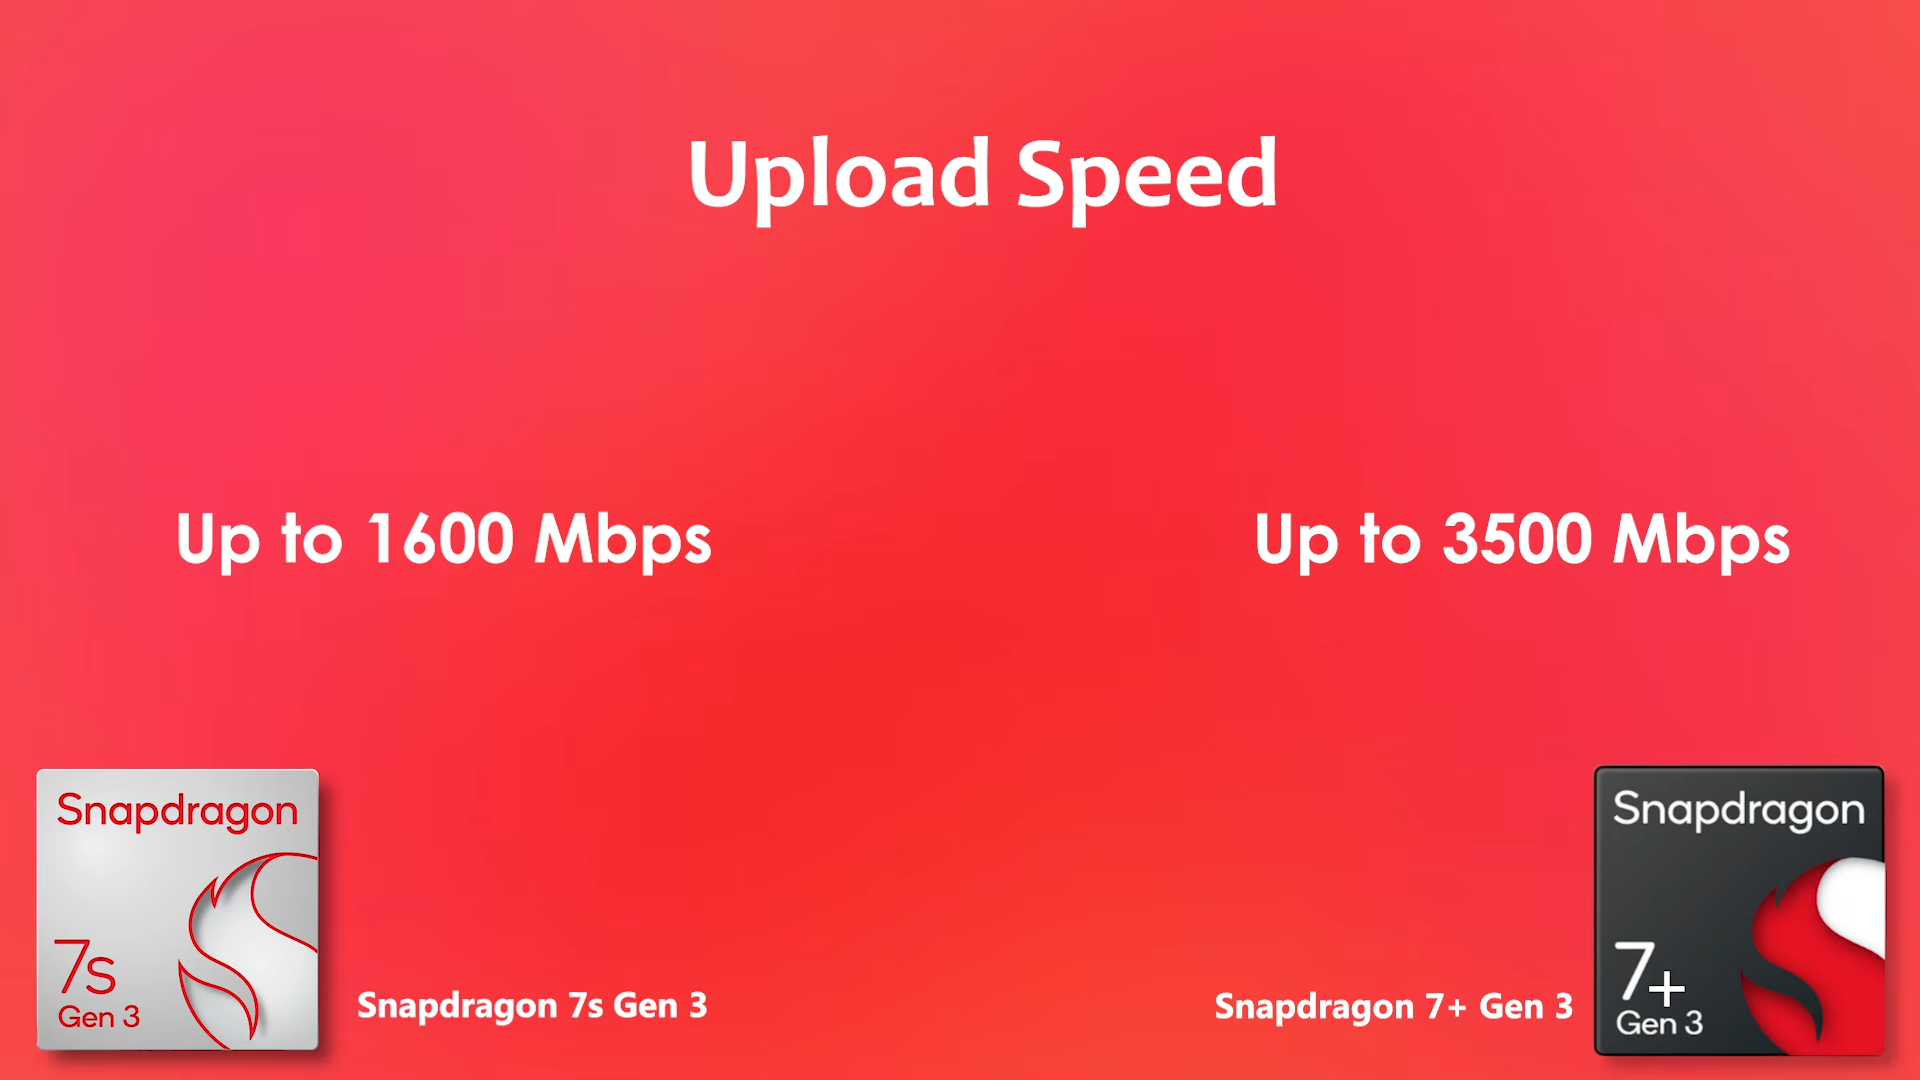 Upload Speed
Up to 1600 Mbps
Up to 3500 Mbps
Snapdragon
7s
Gen 3
Snapdragon 7s Gen 3
Snapdragon 7+ Gen 3
Snapdragon
7+
Gen 3